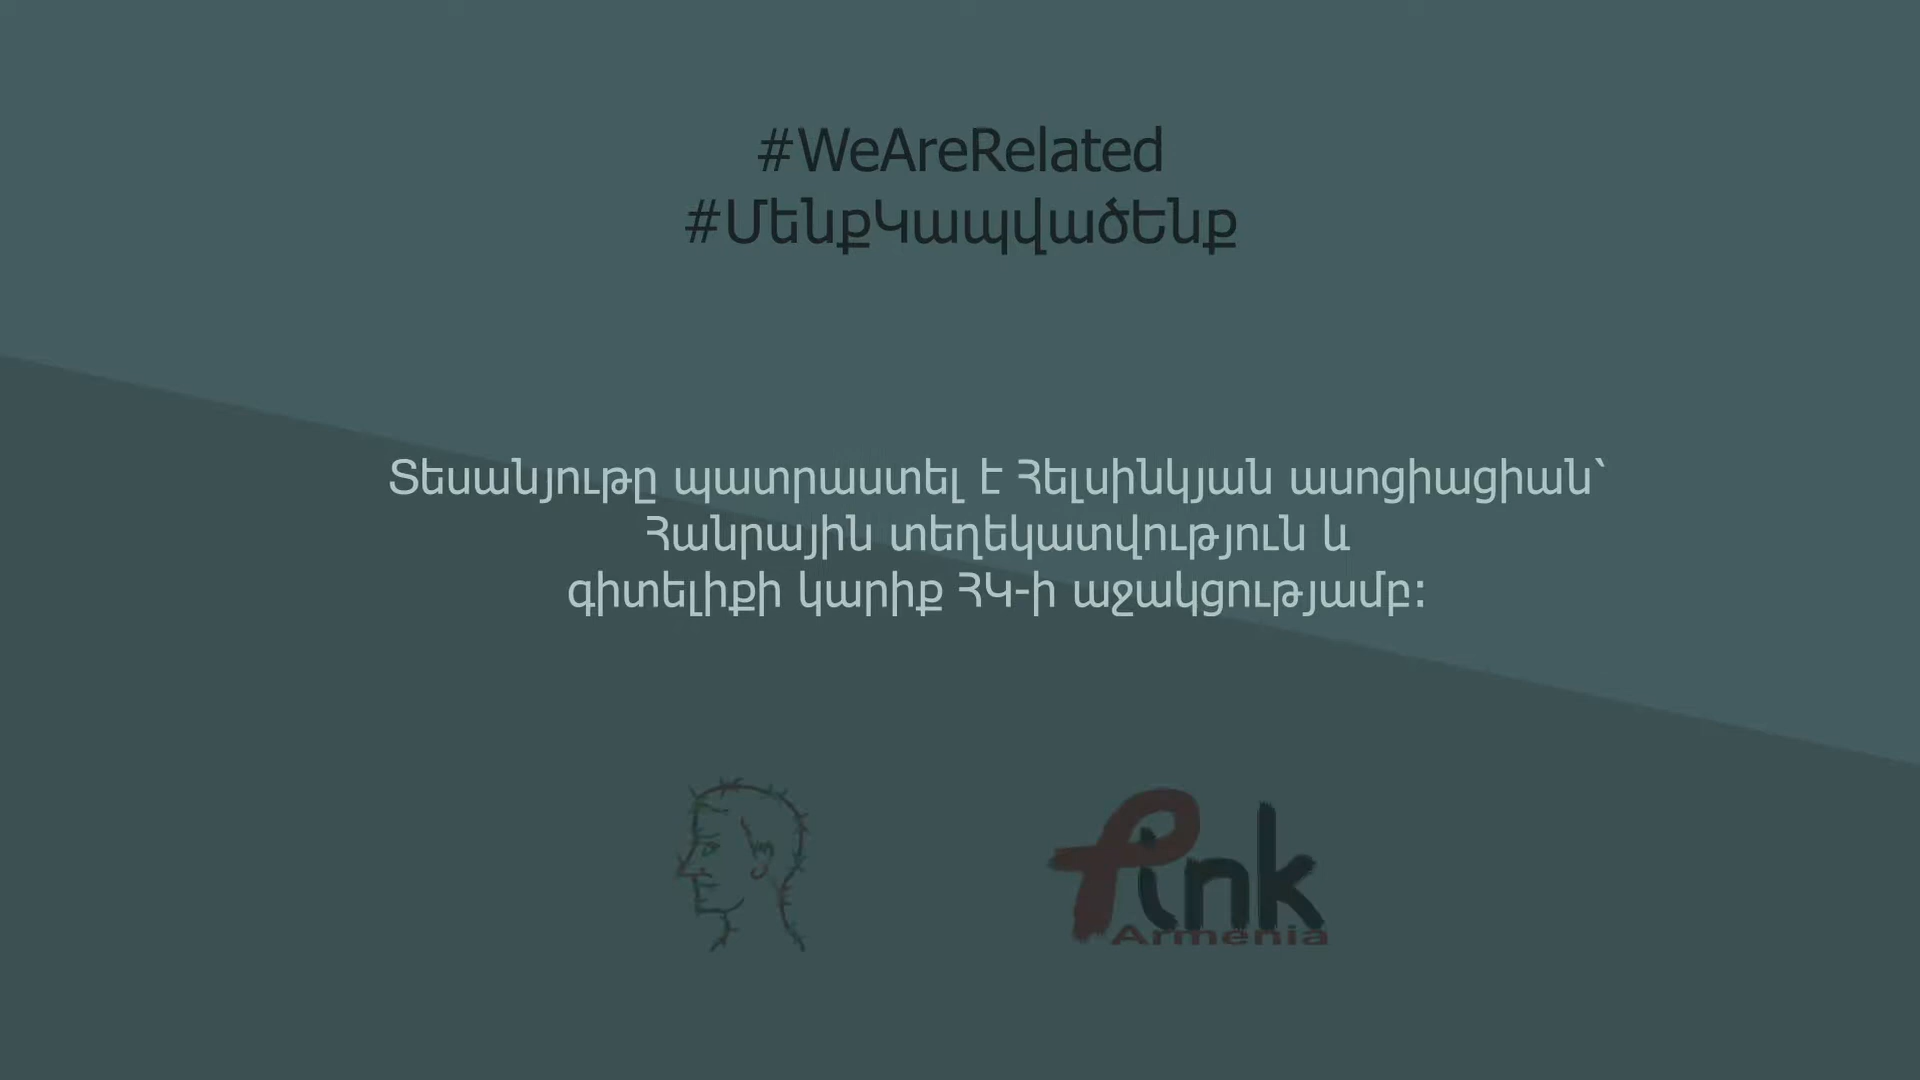 #WeAreRelated
#ՄենքԿապվածԵնք
Տեսանյութը պատրաստել է Հելսինկյան ասոցիացիան՝
Հանրային տեղեկատվություն և
գիտելիքի կարիք ՀԿ-ի աջակցությամբ:
Pink
Armenia